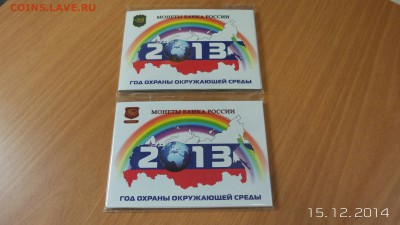 COINS.LAVE.RU
МОНЕТЫ БАНКА РОССИИ
2013
ГОД ОХРАНЫ ОКРУЖАЮЩЕЙ СРЕДЫ
МОНЕТЫ БАНКА РОССИИ
2013
ГОД ОХРАНЫ ОКРУЖАЮЩЕЙ СРЕДЫ
15.12.2014